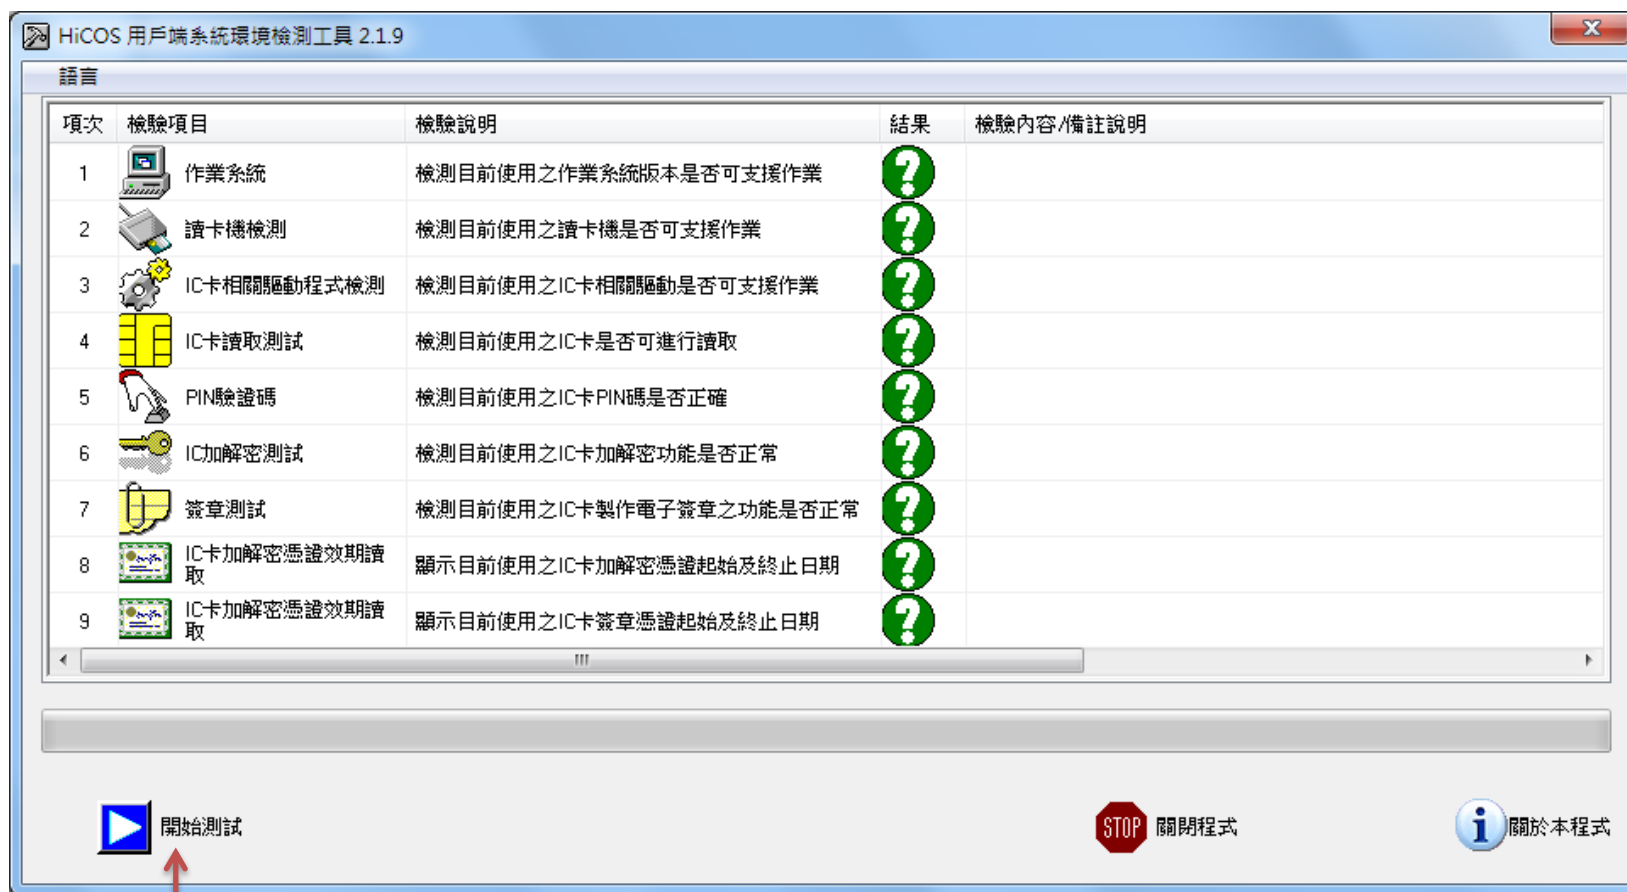 HiCOS 用戶端系統環境檢測工具 2.1.9
語言
項次 檢驗項目 檢驗說明 結果 檢驗內容/備註說明
1 作業系統 檢測目前使用之作業系統版本是否可支援作業
2 讀卡機檢測 檢測目前使用之讀卡機是否可支援作業
3 IC卡相關驅動程式檢測 檢測目前使用之IC卡相關驅動是否可支援作業
4 IC卡讀取測試 檢測目前使用之IC卡是否可進行讀取
5 PIN驗證碼 檢測目前使用之IC卡PIN碼是否正確
6 IC加解密測試 檢測目前使用之IC卡加解密功能是否正常
7 簽章測試 檢測目前使用之IC卡製作電子簽章之功能是否正常
8 IC卡加解密憑證效期讀
取 顯示目前使用之IC卡加解密憑證起始及終止日期
9 IC卡加解密憑證效期讀
取 顯示目前使用之IC卡簽章憑證起始及終止日期
開始測試 STOP 關閉程式 關於本程式